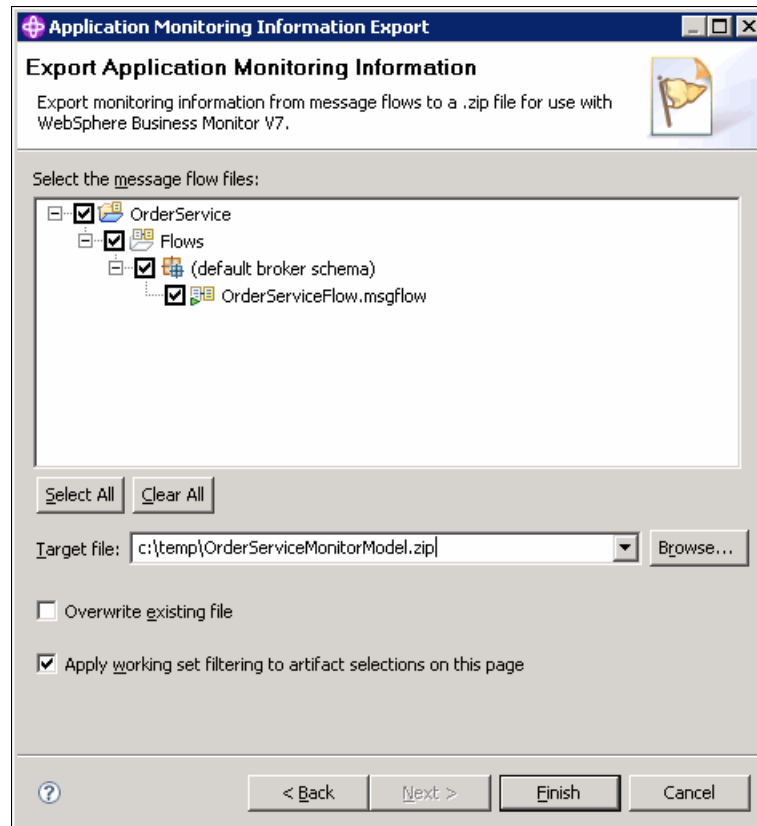 Application Monitoring Information Export
Export Application Monitoring Information
Export monitoring information from message flows to a .zip file for use with
WebSphere Business Monitor V7.
Select the message flow files:
OrderService
Flows
(default broker schema)
OrderServiceFlow.msgflow
Select All Clear All
Target file: c:\temp\OrderServiceMonitorModel.zip Browse...
Overwrite existing file
Apply working set filtering to artifact selections on this page
? < Back Next > Finish Cancel